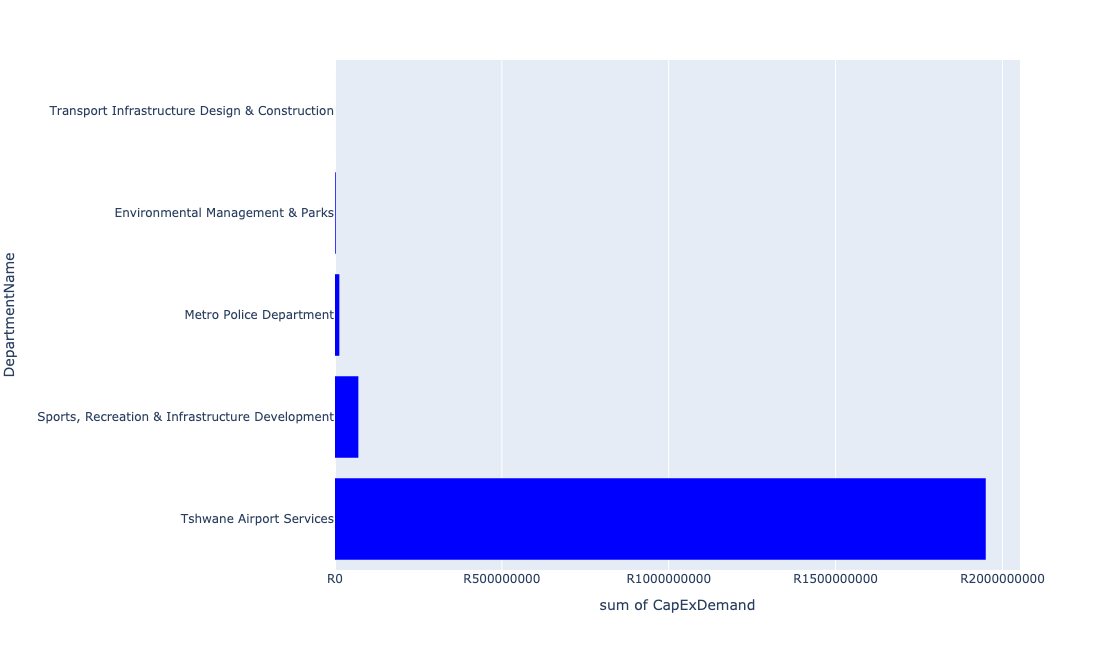 Transport Infrastructure Design & Construction
Environmental Management & Parks
Metro Police Department
Sports, Recreation & Infrastructure Development
Tshwane Airport Services
DepartmentName
R0
R500000000
R1000000000
R1500000000
R2000000000
sum of CapExDemand